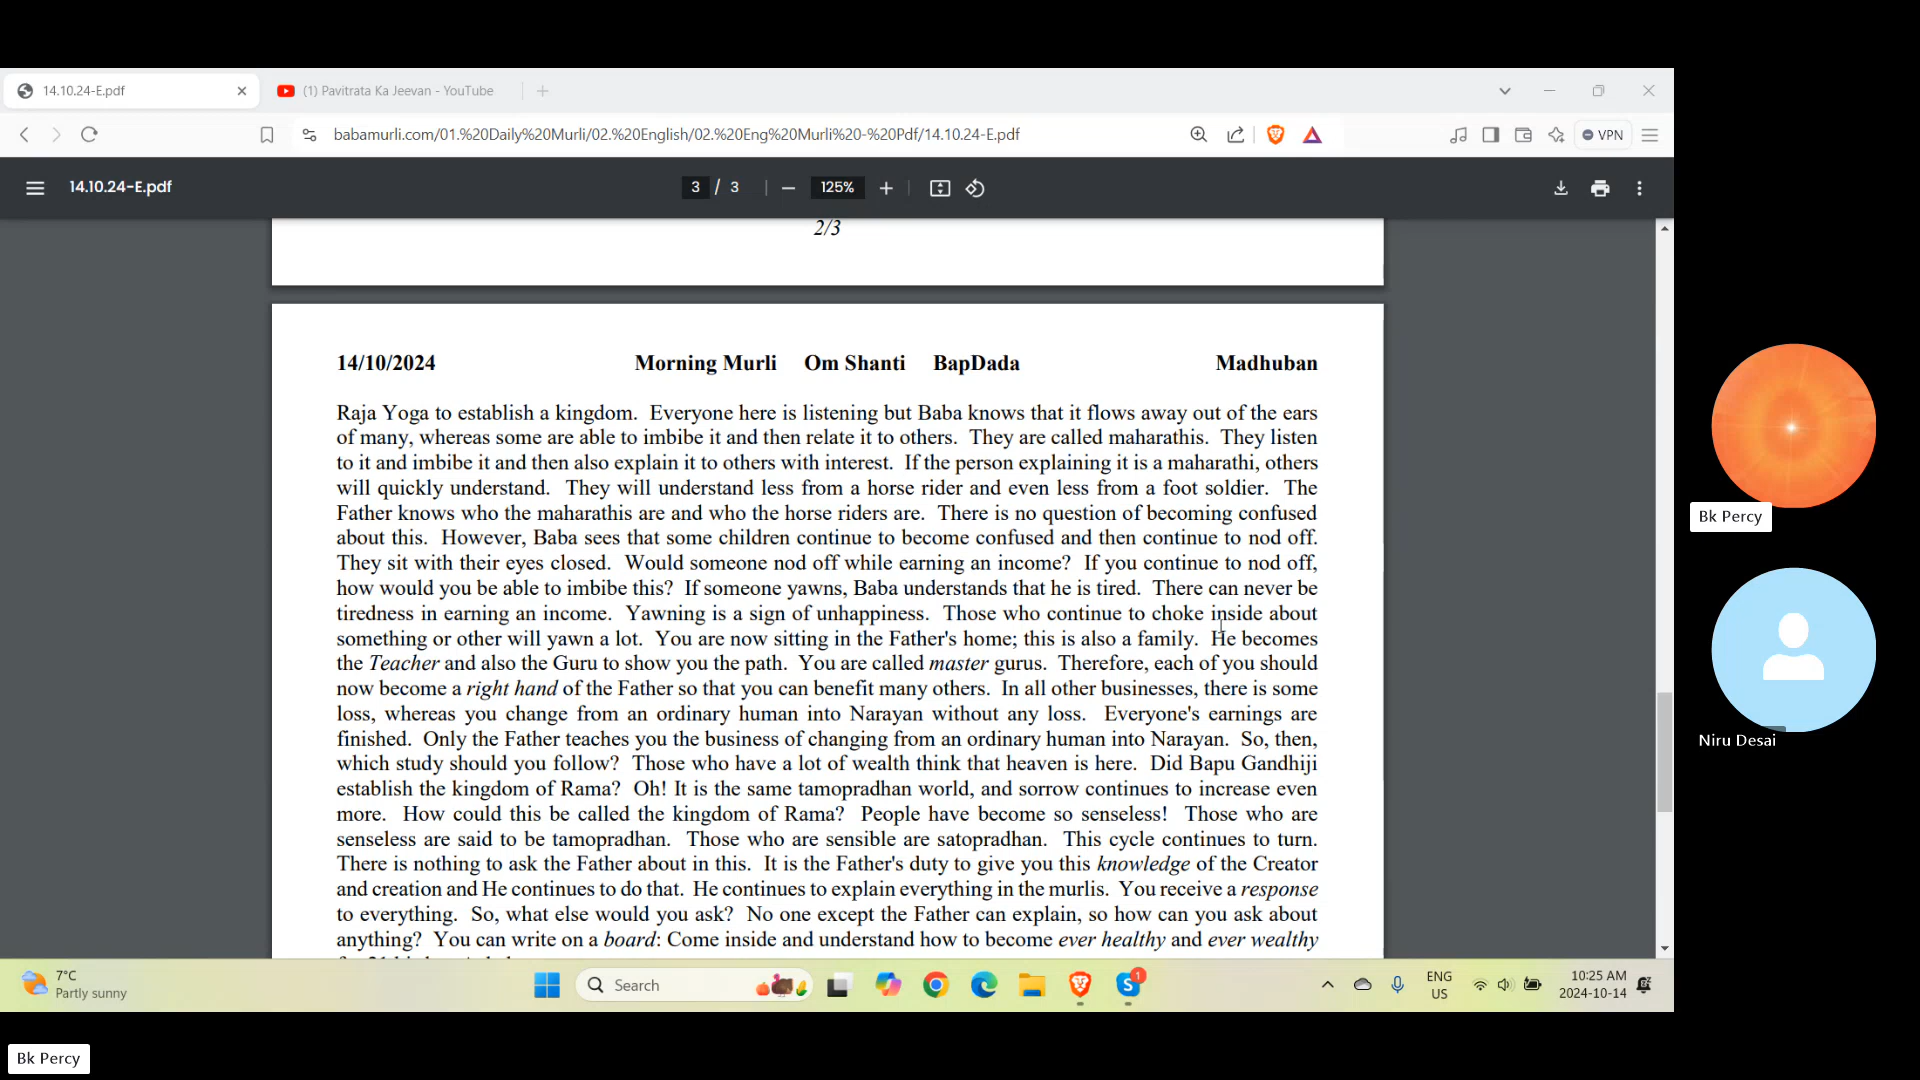 14.10.24-E.pdf
(1) Pavitrata Ka Jeevan - YouTube
babamurli.com/01.%20Daily%20Murli/02.%20English/02.%20Eng%20Murli%20-%20Pdf/14.10.24-E.pdf
VPN
14.10.24-E.pdf
3 / 3
125%
2/3
14/10/2024 Morning Murli Om Shanti BapDada Madhuban
Raja Yoga to establish a kingdom. Everyone here is listening but Baba knows that it flows away out of the ears
of many, whereas some are able to imbibe it and then relate it to others. They are called maharathis. They listen
to it and imbibe it and then also explain it to others with interest. If the person explaining it is a maharathi, others
will quickly understand. They will understand less from a horse rider and even less from a foot soldier. The
Father knows who the maharathis are and who the horse riders are. There is no question of becoming confused
about this. However, Baba sees that some children continue to become confused and then continue to nod off.
They sit with their eyes closed. Would someone nod off while earning an income? If you continue to nod off,
how would you be able to imbibe this? If someone yawns, Baba understands that he is tired. There can never be
tiredness in earning an income. Yawning is a sign of unhappiness. Those who continue to choke inside about
something or other will yawn a lot. You are now sitting in the Father's home; this is also a family. He becomes
the Teacher and also the Guru to show you the path. You are called master gurus. Therefore, each of you should
now become a right hand of the Father so that you can benefit many others. In all other businesses, there is some
loss, whereas you change from an ordinary human into Narayan without any loss. Everyone's earnings are
finished. Only the Father teaches you the business of changing from an ordinary human into Narayan. So, then,
which study should you follow? Those who have a lot of wealth think that heaven is here. Did Bapu Gandhiji
establish the kingdom of Rama? Oh! It is the same tamopradhan world, and sorrow continues to increase even
more. How could this be called the kingdom of Rama? People have become so senseless! Those who are
senseless are said to be tamopradhan. Those who are sensible are satopradhan. This cycle continues to turn.
There is nothing to ask the Father about in this. It is the Father's duty to give you this knowledge of the Creator
and creation and He continues to do that. He continues to explain everything in the murlis. You receive a response
to everything. So, what else would you ask? No one except the Father can explain, so how can you ask about
anything? You can write on a board: Come inside and understand how to become ever healthy and ever wealthy
Bk Percy
Niru Desai
7°C
Partly sunny
Search
1
ENG
US
10:25 AM
2024-10-14
Bk Percy